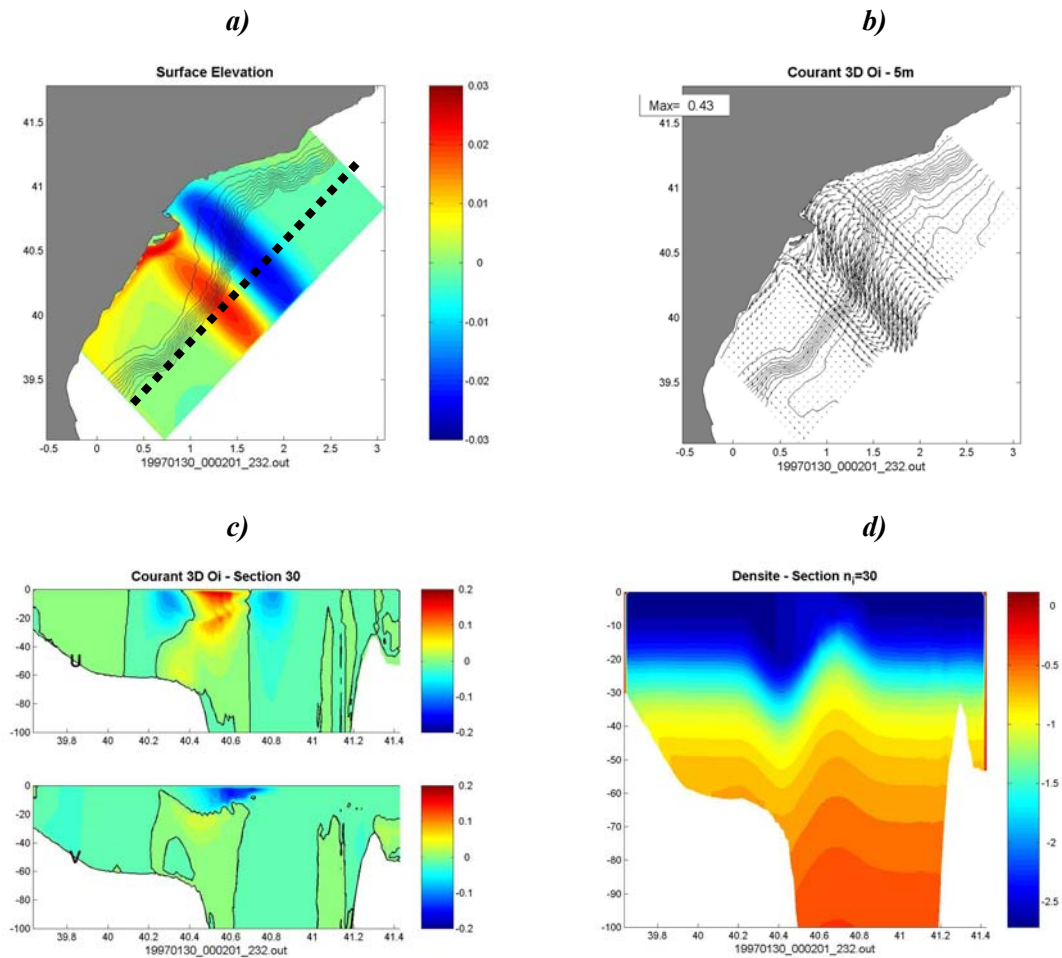 a)
b)
Surface Elevation
0.03
0.02
0.01
0
-0.01
-0.02
-0.03
41.5
41
40.5
40
39.5
-0.5 0 0.5 1 1.5 2 2.5 3
19970130_000201_232.out
Courant 3D Oi - 5m
Max= 0.43
41.5
41
40.5
40
39.5
-0.5 0 0.5 1 1.5 2 2.5 3
19970130_000201_232.out
c)
d)
Courant 3D Oi - Section 30
0
-20
-40
-60
-80
-100
U
39.8 40 40.2 40.4 40.6 40.8 41 41.2 41.4
0.2
0.1
0
-0.1
-0.2
0
-20
-40
-60
-80
-100
V
39.8 40 40.2 40.4 40.6 40.8 41 41.2 41.4
19970130_000201_232.out
0.2
0.1
0
-0.1
-0.2
Densite - Section nj=30
0
-10
-20
-30
-40
-50
-60
-70
-80
-90
-100
39.8 40 40.2 40.4 40.6 40.8 41 41.2 41.4
19970130_000201_232.out
0
-0.5
-1
-1.5
-2
-2.5